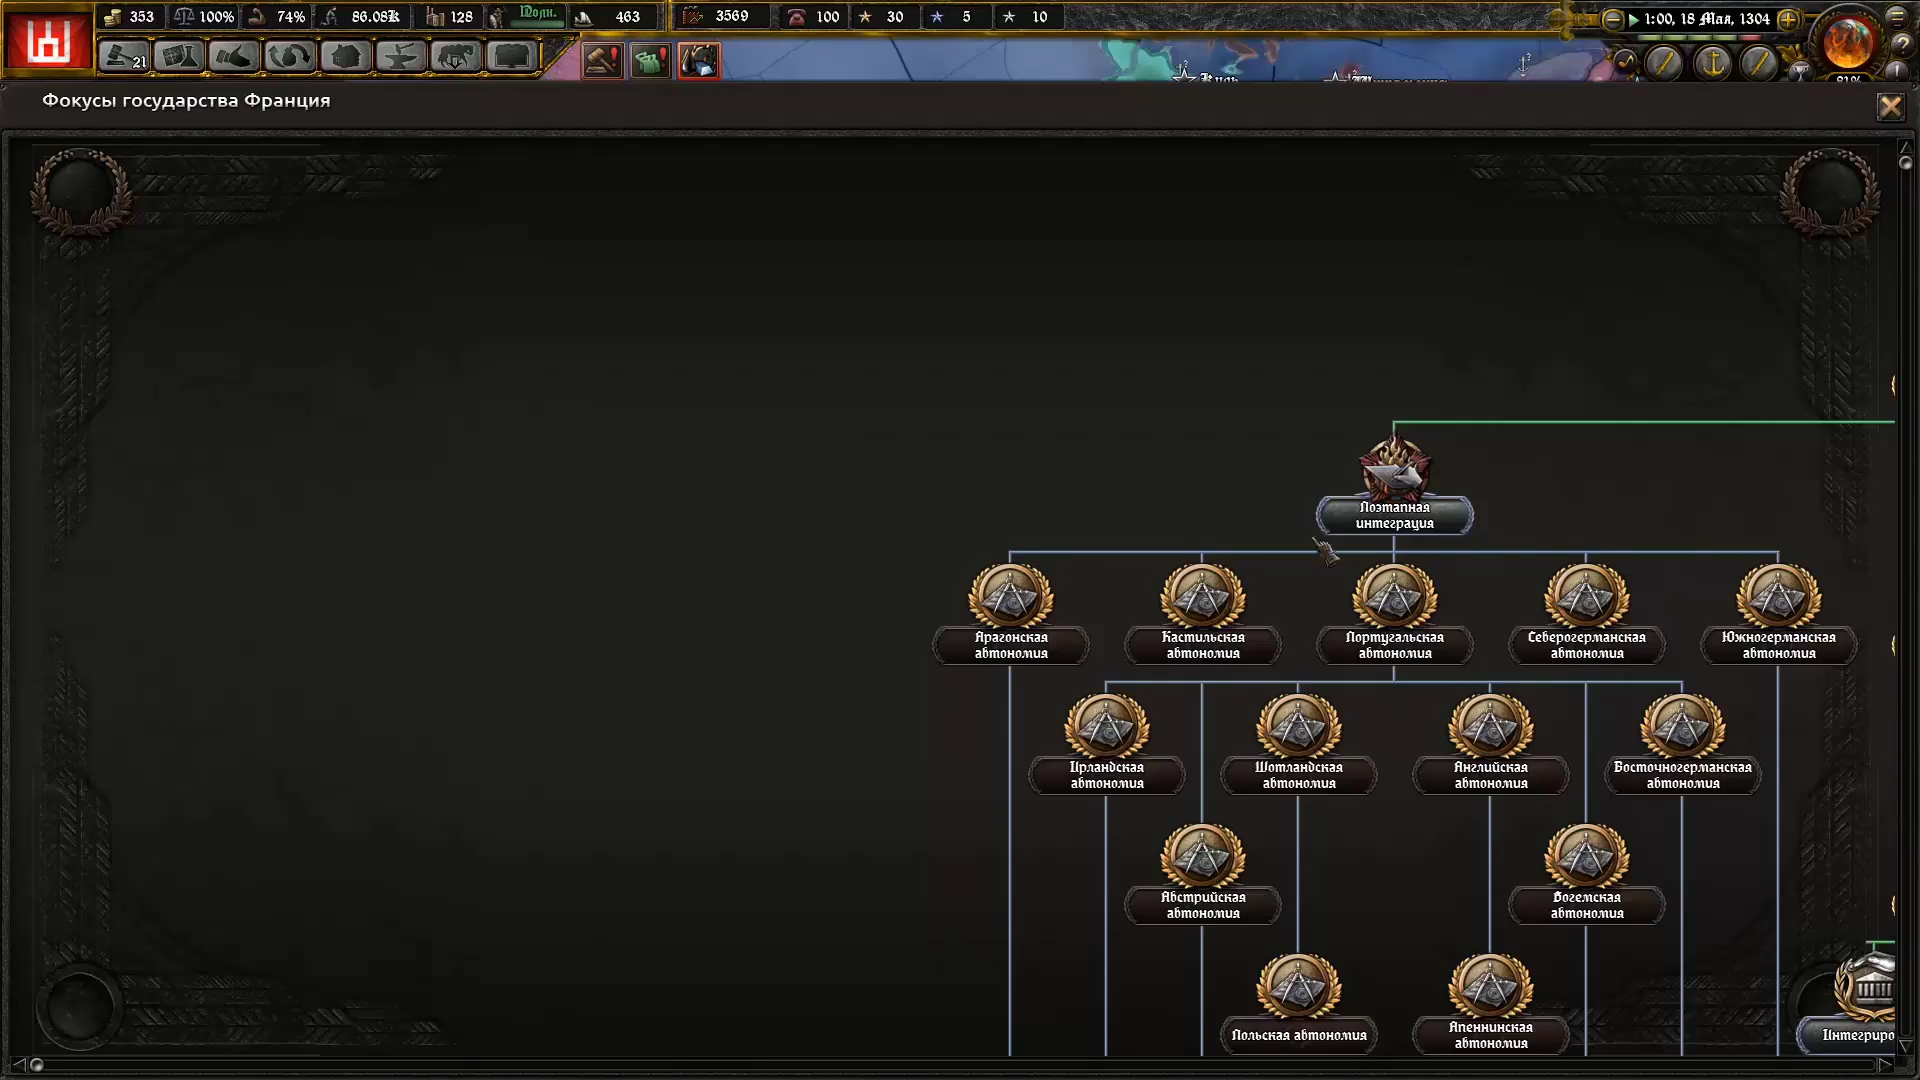 353 100% 74% 86.08K 128 Полн. 463 3569 100 30 5 10 1:00, 18 Мая, 1304
21
81%
Фокусы государства Франция
Поэтапная
интеграция
Арагонская
автономия
Кастильская
автономия
Португальская
автономия
Северогерманская
автономия
Южногерманская
автономия
Ирландская
автономия
Шотландская
автономия
Английская
автономия
Восточногерманская
автономия
Австрийская
автономия
Богемская
автономия
Польская автономия
Апеннинская
автономия
Интегриро